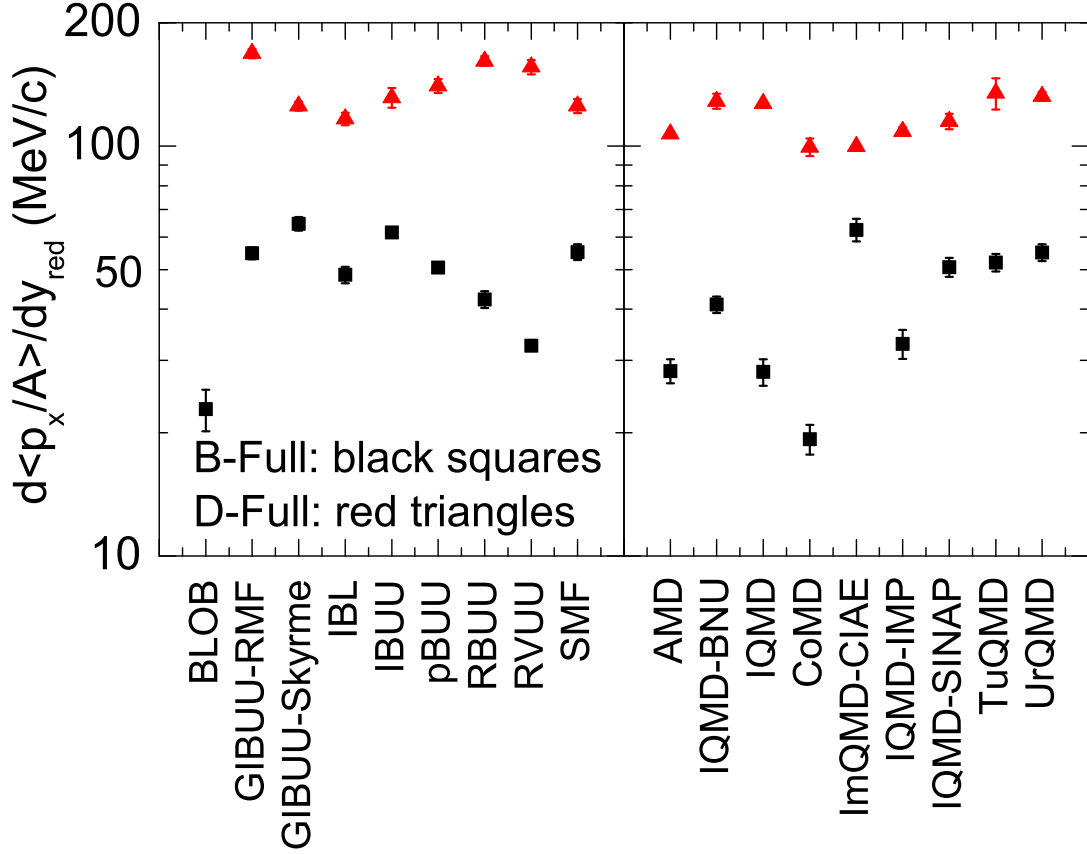 d<p_x/A>/dy_red (MeV/c)
200
100
50
10
B-Full: black squares
D-Full: red triangles
BLOB
GIBUU-RMF
GIBUU-Skyrme
IBL
IBUU
pBUU
RBUU
RVUU
SMF
AMD
IQMD-BNU
IQMD
CoMD
ImQMD-CIAE
IQMD-IMP
IQMD-SINAP
TuQMD
UrQMD